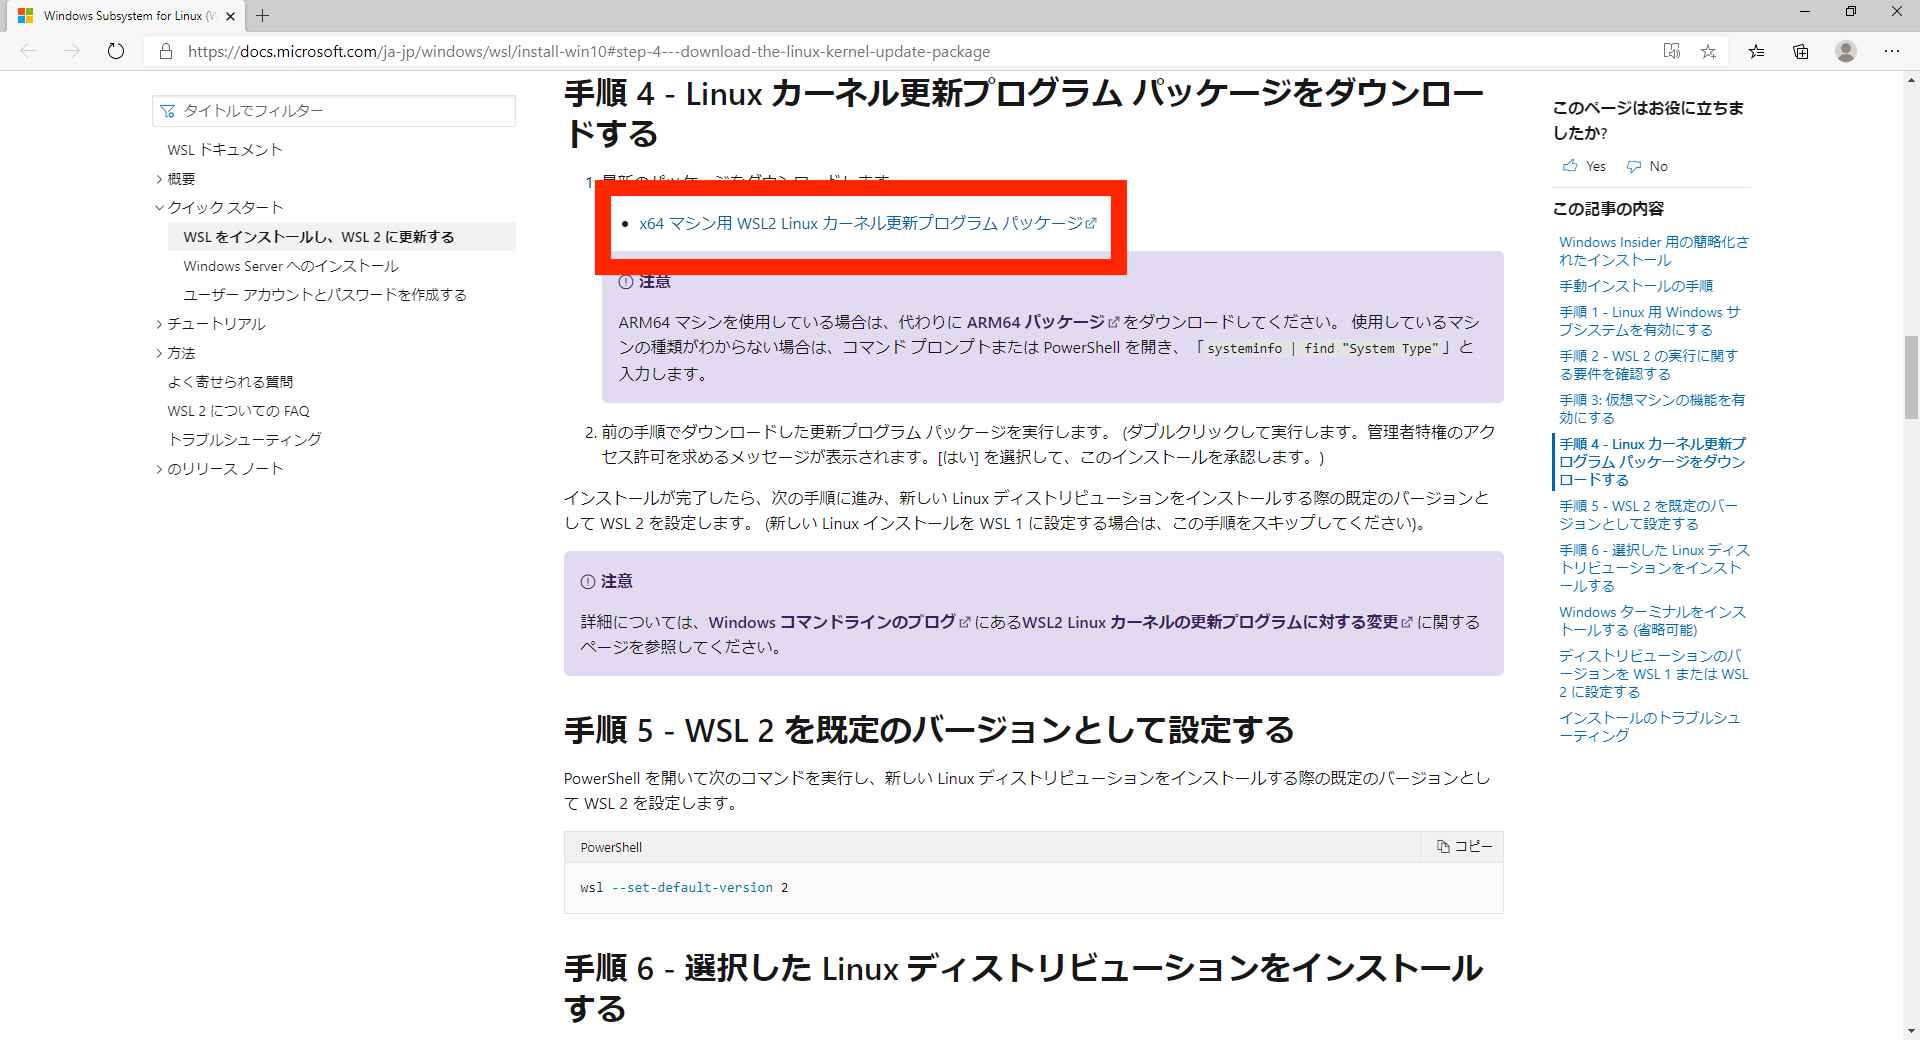 Windows Subsystem for Linux (W
https://docs.microsoft.com/ja-jp/windows/wsl/install-win10#step-4---download-the-linux-kernel-update-package
タイトルでフィルター
WSL ドキュメント
概要
クイック スタート
WSL をインストールし、WSL 2 に更新する
Windows Server へのインストール
ユーザー アカウントとパスワードを作成する
チュートリアル
方法
よく寄せられる質問
WSL 2 についての FAQ
トラブルシューティング
のリリース ノート
手順 4 - Linux カーネル更新プログラム パッケージをダウンロー
ドする
1. 最新のパッケージをダウンロードします。
x64 マシン用 WSL2 Linux カーネル更新プログラム パッケージ
注意
ARM64 マシンを使用している場合は、代わりに ARM64 パッケージ をダウンロードしてください。 使用しているマシ
ンの種類がわからない場合は、コマンド プロンプトまたは PowerShell を開き、「 systeminfo | find "System Type" 」と
入力します。
2. 前の手順でダウンロードした更新プログラム パッケージを実行します。 (ダブルクリックして実行します。管理者特権のアク
セス許可を求めるメッセージが表示されます。[はい] を選択して、このインストールを承認します。)
インストールが完了したら、次の手順に進み、新しい Linux ディストリビューションをインストールする際の既定のバージョンと
して WSL 2 を設定します。 (新しい Linux インストールを WSL 1 に設定する場合は、この手順をスキップしてください)。
注意
詳細については、Windows コマンドラインのブログ にあるWSL2 Linux カーネルの更新プログラムに対する変更 に関する
ページを参照してください。
手順 5 - WSL 2 を既定のバージョンとして設定する
PowerShell を開いて次のコマンドを実行し、新しい Linux ディストリビューションをインストールする際の既定のバージョンとし
て WSL 2 を設定します。
PowerShell
コピー
wsl --set-default-version 2
手順 6 - 選択した Linux ディストリビューションをインストール
する
このページはお役に立ちま
したか?
Yes No
この記事の内容
Windows Insider 用の簡略化さ
れたインストール
手動インストールの手順
手順 1 - Linux 用 Windows サ
ブシステムを有効にする
手順 2 - WSL 2 の実行に関す
る要件を確認する
手順 3: 仮想マシンの機能を有
効にする
手順 4 - Linux カーネル更新プ
ログラム パッケージをダウン
ロードする
手順 5 - WSL 2 を既定のバー
ジョンとして設定する
手順 6 - 選択した Linux ディス
トリビューションをインスト
ールする
Windows ターミナルをインス
トールする (省略可能)
ディストリビューションのバ
ージョンを WSL 1 または WSL
2 に設定する
インストールのトラブルシュ
ーティング